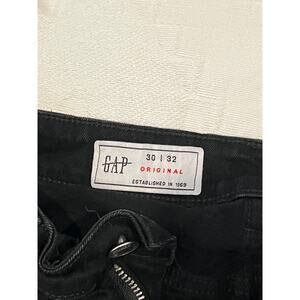 GAP
30 | 32
ORIGINAL
ESTABLISHED IN 1969